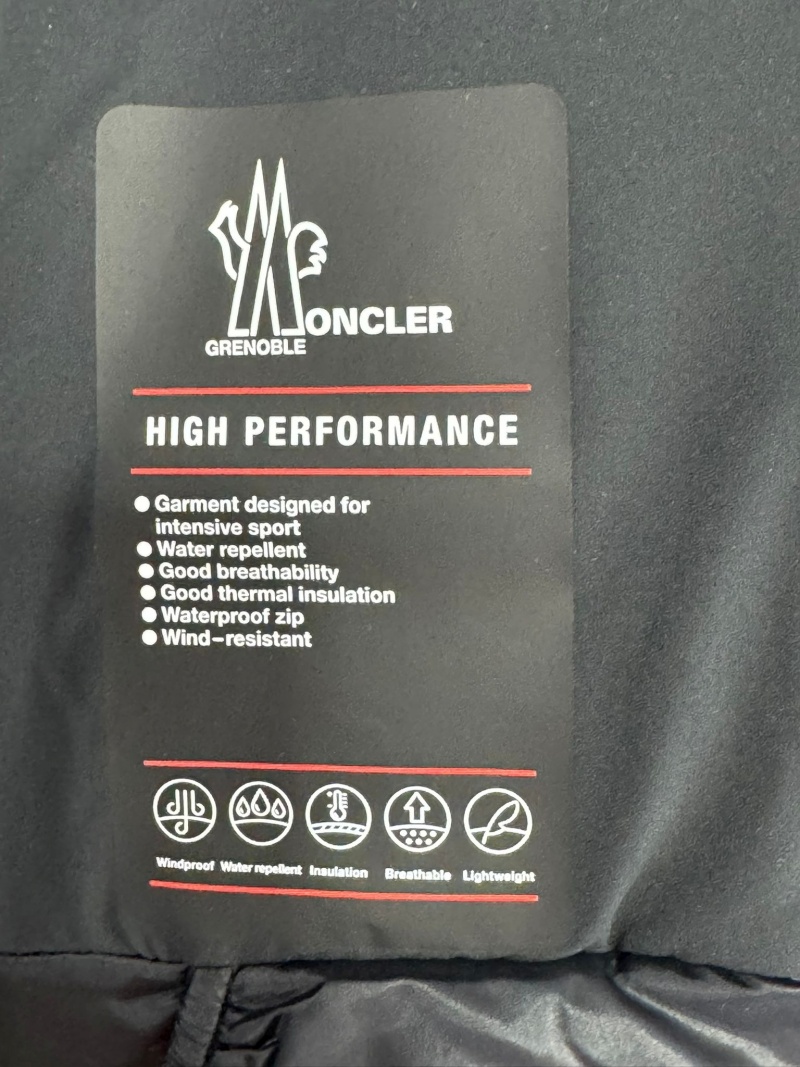 MONCLER
GRENOBLE
HIGH PERFORMANCE
● Garment designed for
intensive sport
● Water repellent
● Good breathability
● Good thermal insulation
● Waterproof zip
● Wind-resistant
Windproof Water repellent Insulation Breathable Lightweight